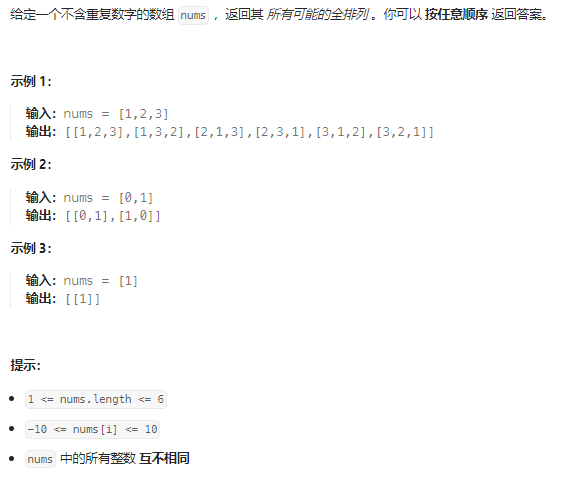 给定一个不含重复数字的数组 nums ，返回其 所有可能的全排列 。你可以 按任意顺序 返回答案。
示例 1：
输入：nums = [1,2,3]
输出：[[1,2,3],[1,3,2],[2,1,3],[2,3,1],[3,1,2],[3,2,1]]
示例 2：
输入：nums = [0,1]
输出：[[0,1],[1,0]]
示例 3：
输入：nums = [1]
输出：[[1]]
提示：
• 1 <= nums.length <= 6
• -10 <= nums[i] <= 10
• nums 中的所有整数 互不相同